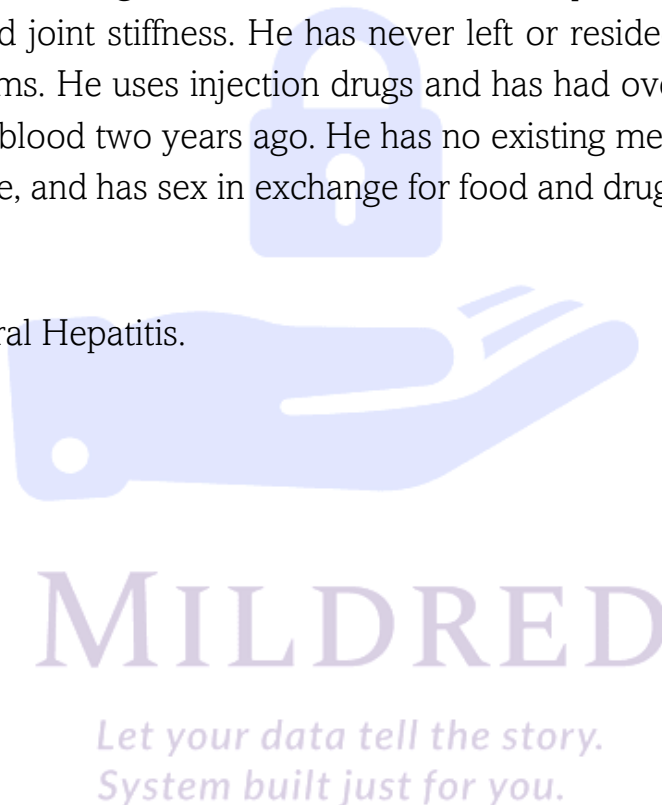 d joint stiffness. He has never left or reside
ms. He uses injection drugs and has had ov
blood two years ago. He has no existing me
e, and has sex in exchange for food and drug
ral Hepatitis.
MILDRED
Let your data tell the story.
System built just for you.